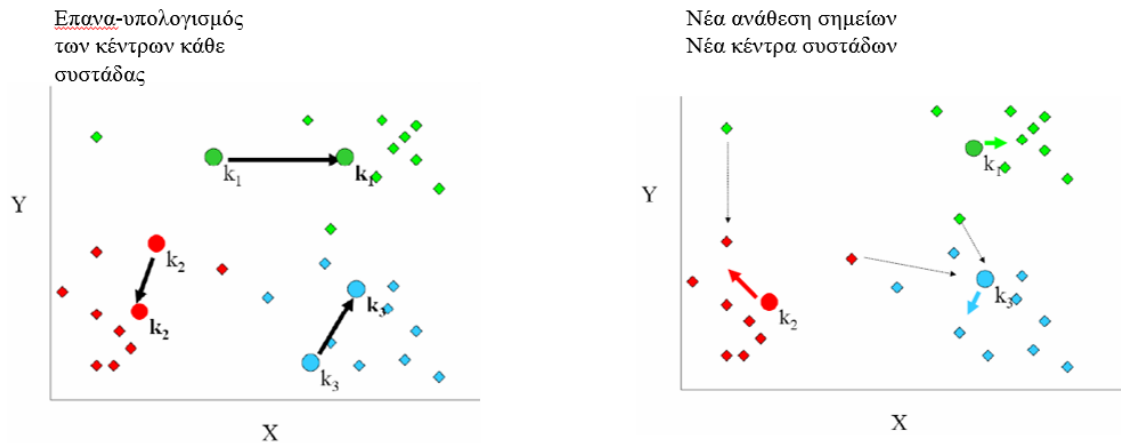 Επανα-υπολογισμός
των κέντρων κάθε
συστάδας
Y
k1
k1
k2
k2
k3
k3
X
Νέα ανάθεση σημείων
Νέα κέντρα συστάδων
Y
k1
k2
k3
X